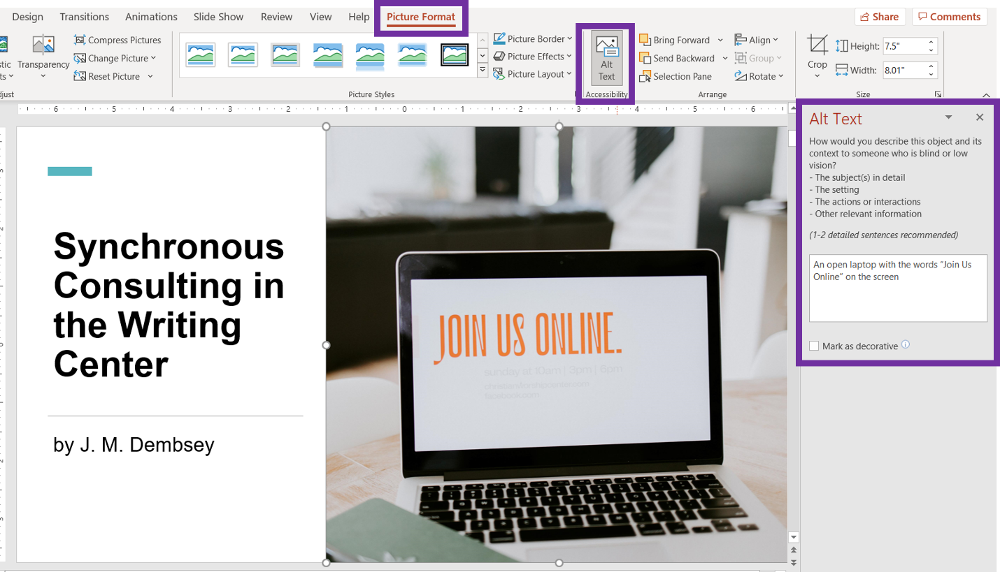 Design Transitions Animations Slide Show Review View Help Picture Format Share Comments
stic
ts
Transparency
Compress Pictures
Change Picture
Reset Picture
djust
Picture Border
Picture Effects
Picture Layout
Picture Styles
Alt
Text
Accessibility
Bring Forward
Send Backward
Selection Pane
Align
Group
Rotate
Arrange
Crop
Height: 7.5"
Width: 8.01"
Size
6 5 4 3 2 1 0 1 2 3 4 5 6
Synchronous
Consulting in
the Writing
Center
by J. M. Dembsey
JOIN US ONLINE.
sunday at 10am | 3pm | 6pm
facebook.com
Alt Text
How would you describe this object and its
context to someone who is blind or low
vision?
- The subject(s) in detail
- The setting
- The actions or interactions
- Other relevant information
(1-2 detailed sentences recommended)
An open laptop with the words “Join Us
Online” on the screen
Mark as decorative